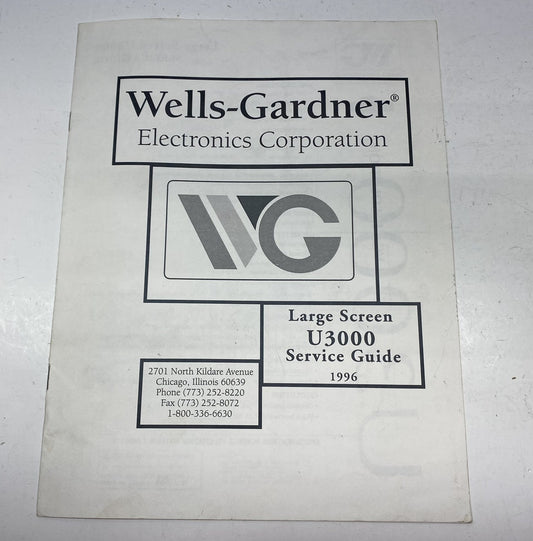 Wells-Gardner®
Electronics Corporation
WG
Large Screen
U3000
Service Guide
1996
2701 North Kildare Avenue
Chicago, Illinois 60639
Phone (773) 252-8220
Fax (773) 252-8072
1-800-336-6630